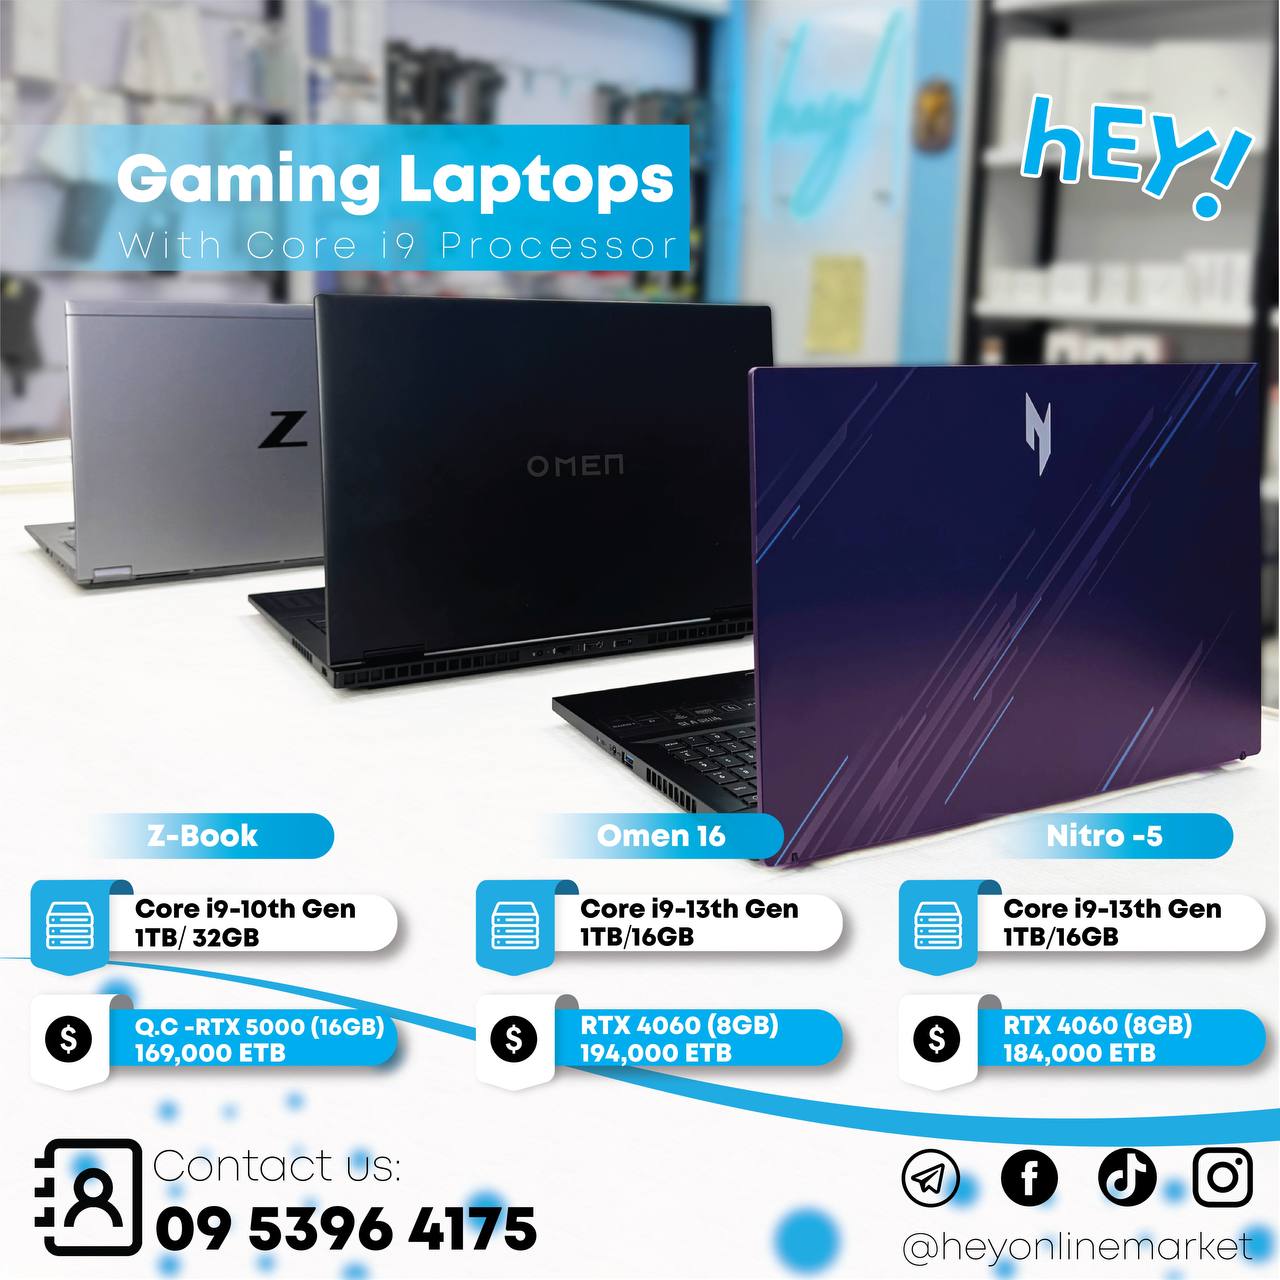 hey!
hEY!
Gaming Laptops
With Core i9 Processor
Z
OMEN
N
Z-Book
Omen 16
Nitro -5
Core i9-10th Gen
1TB/ 32GB
Core i9-13th Gen
1TB/16GB
Core i9-13th Gen
1TB/16GB
Q.C -RTX 5000 (16GB)
169,000 ETB
RTX 4060 (8GB)
194,000 ETB
RTX 4060 (8GB)
184,000 ETB
Contact us:
09 5396 4175
@heyonlinemarket